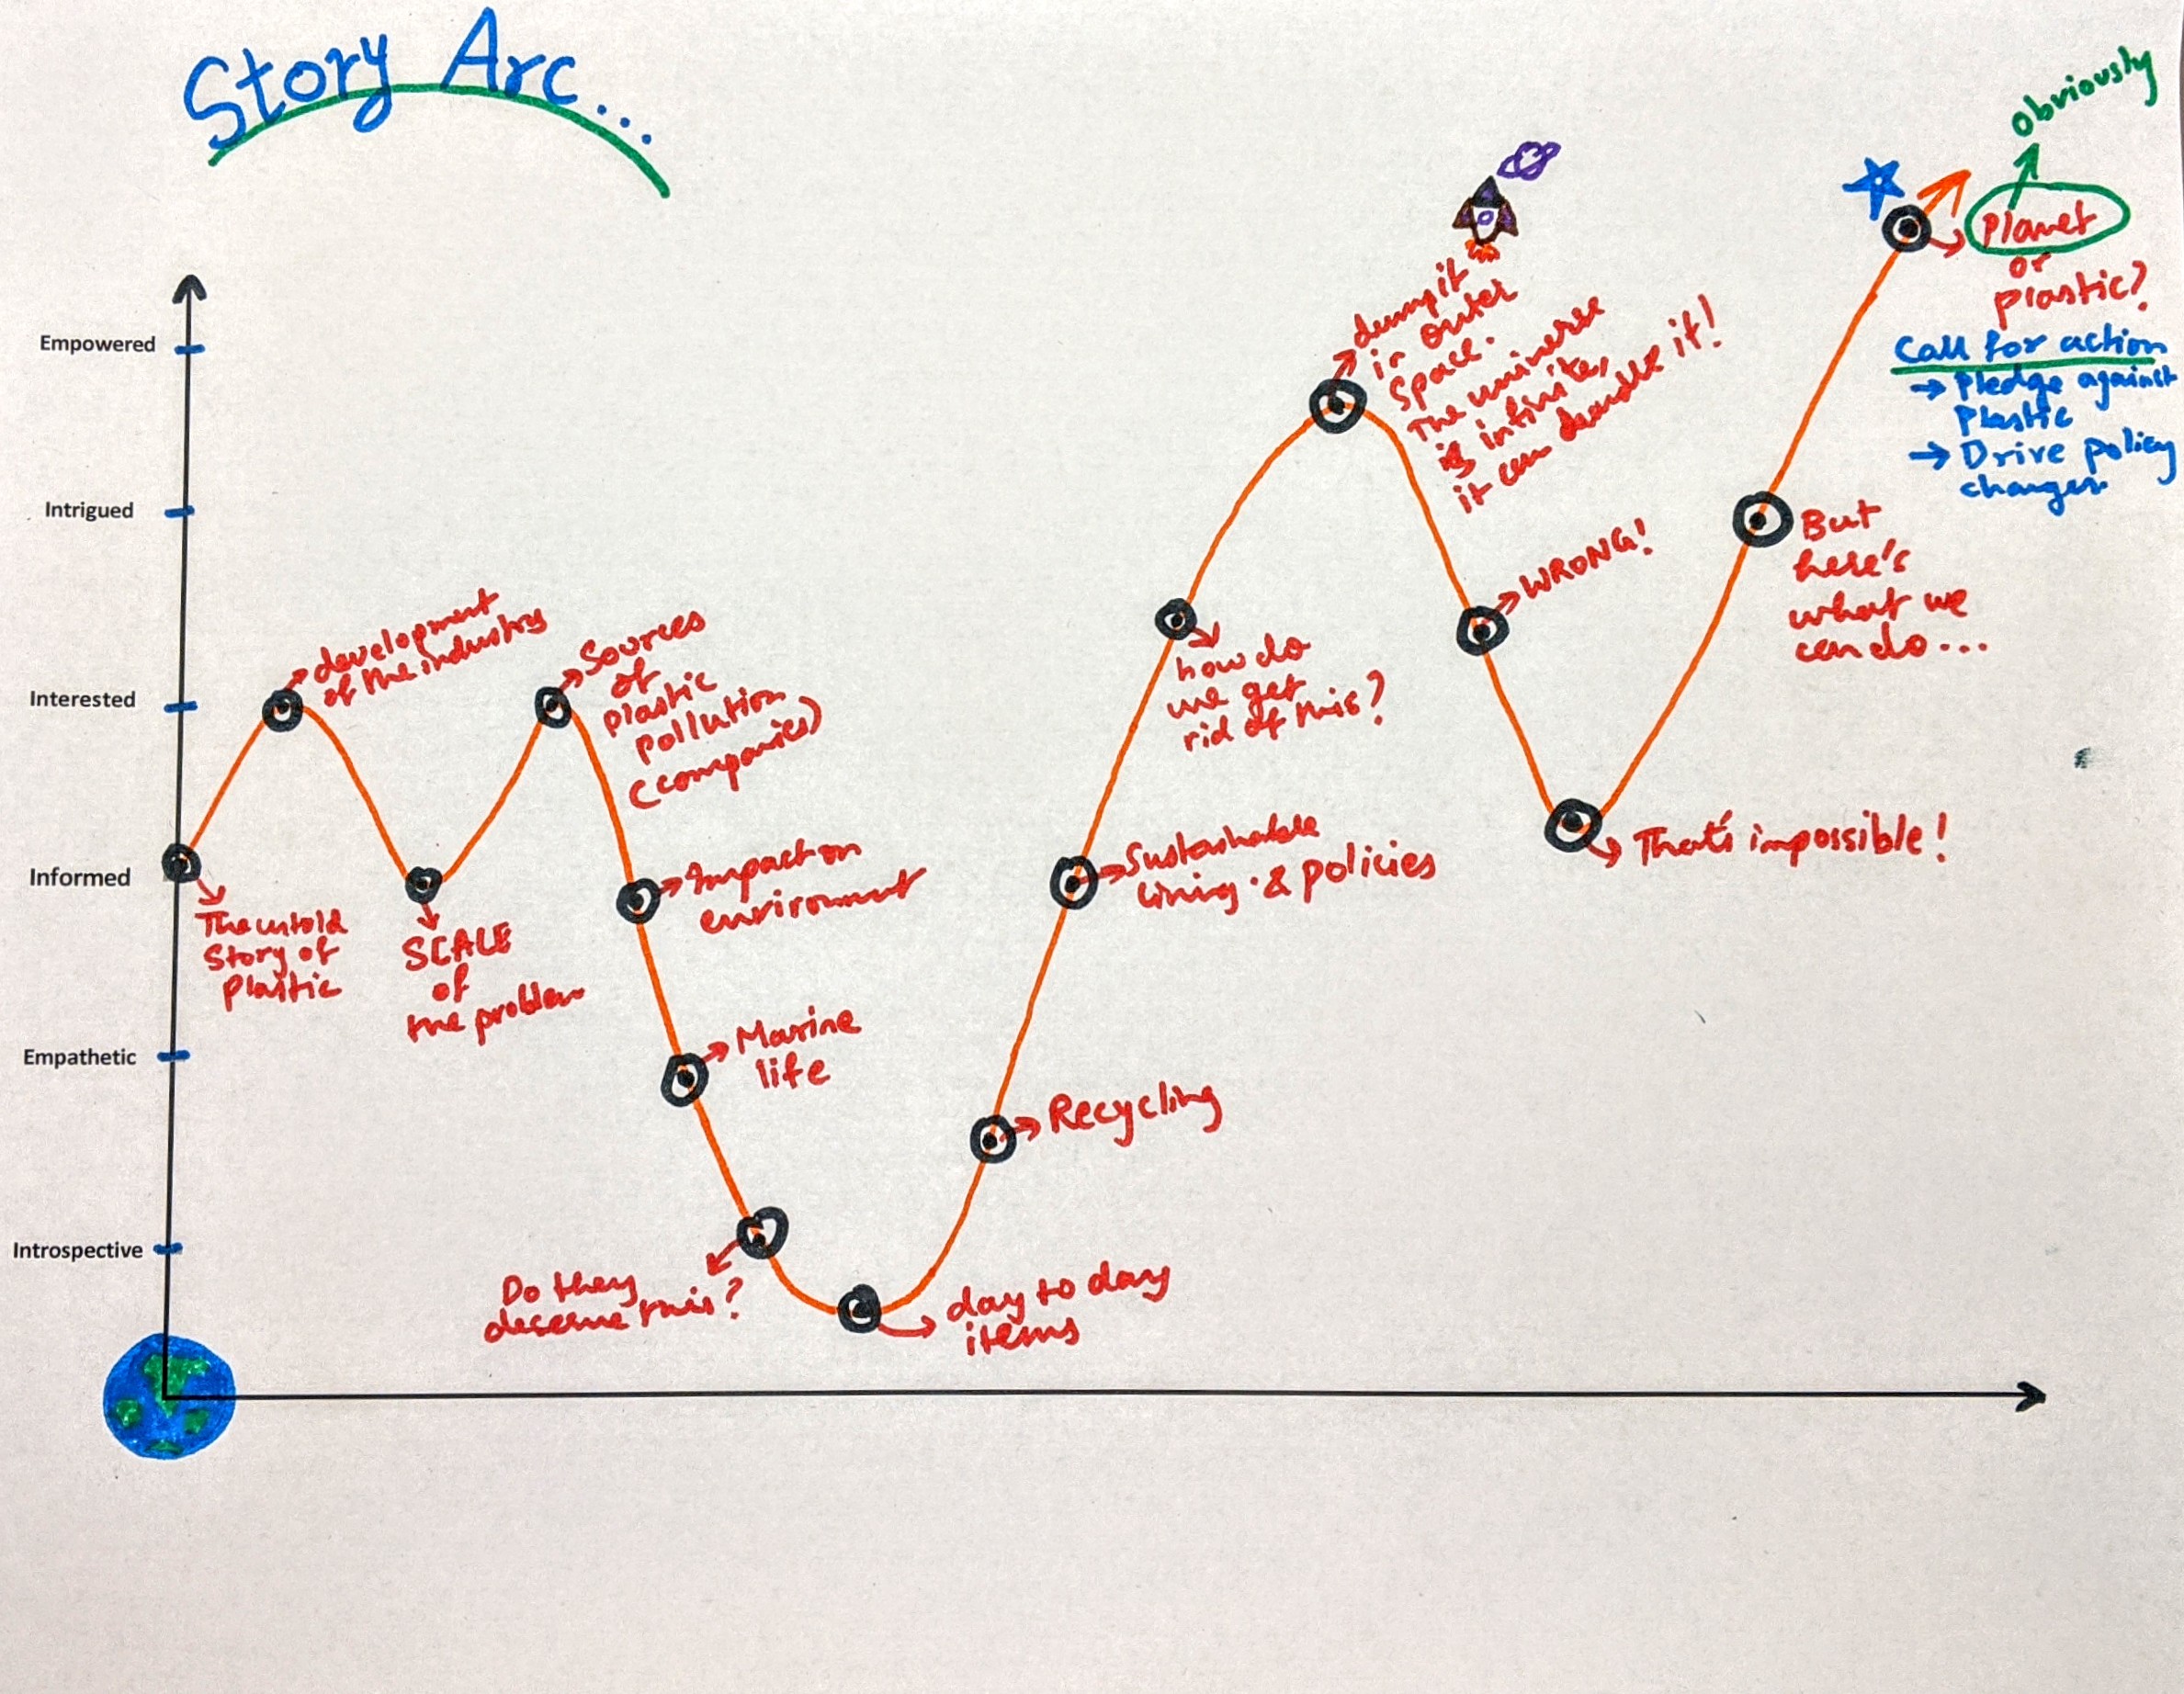 Story Arc...
Empowered
Intrigued
Interested
Informed
Empathetic
Introspective
The untold
Story of
Plastic
development
of the industry
SCALE
of
the problem
Sources
of
plastic
pollution
(companies)
Impact on
environment
Marine
life
Do they
deserve this?
day to day
items
Recycling
Sustainable
living & policies
how do
we get
rid of this?
dump it
in outer
space.
The universe
is infinite,
it can handle it!
WRONG!
That's impossible!
But
here's
what we
can do...
obviously
Planet
or
plastic?
Call for action
→ Pledge against
Plastic
→ Drive policy
changes